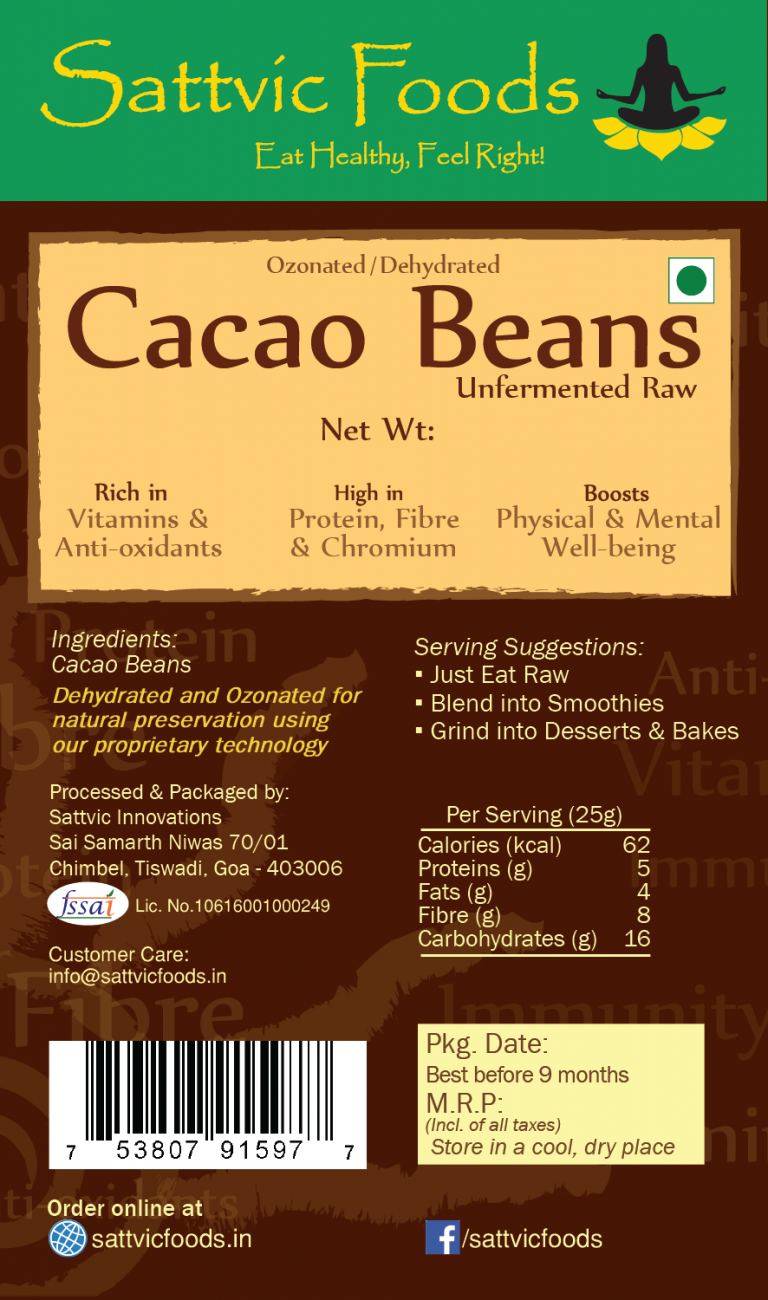 Sattvic Foods
Eat Healthy, Feel Right!
Ozonated / Dehydrated
Cacao Beans
Unfermented Raw
Net Wt:
Rich in
Vitamins &
Anti-oxidants
High in
Protein, Fibre
& Chromium
Boosts
Physical & Mental
Well-being
Ingredients:
Cacao Beans
Dehydrated and Ozonated for
natural preservation using
our proprietary technology
Processed & Packaged by:
Sattvic Innovations
Sai Samarth Niwas 70/01
Chimbel, Tiswadi, Goa - 403006
fssai Lic. No.10616001000249
Customer Care:
info@sattvicfoods.in
Serving Suggestions:
▪ Just Eat Raw
▪ Blend into Smoothies
▪ Grind into Desserts & Bakes
Per Serving (25g)
Calories (kcal) 62
Proteins (g) 5
Fats (g) 4
Fibre (g) 8
Carbohydrates (g) 16
7 53807 91597 7
Pkg. Date:
Best before 9 months
M.R.P:
(Incl. of all taxes)
Store in a cool, dry place
Order online at
sattvicfoods.in
f /sattvicfoods
Protein
Fibre
Immunity